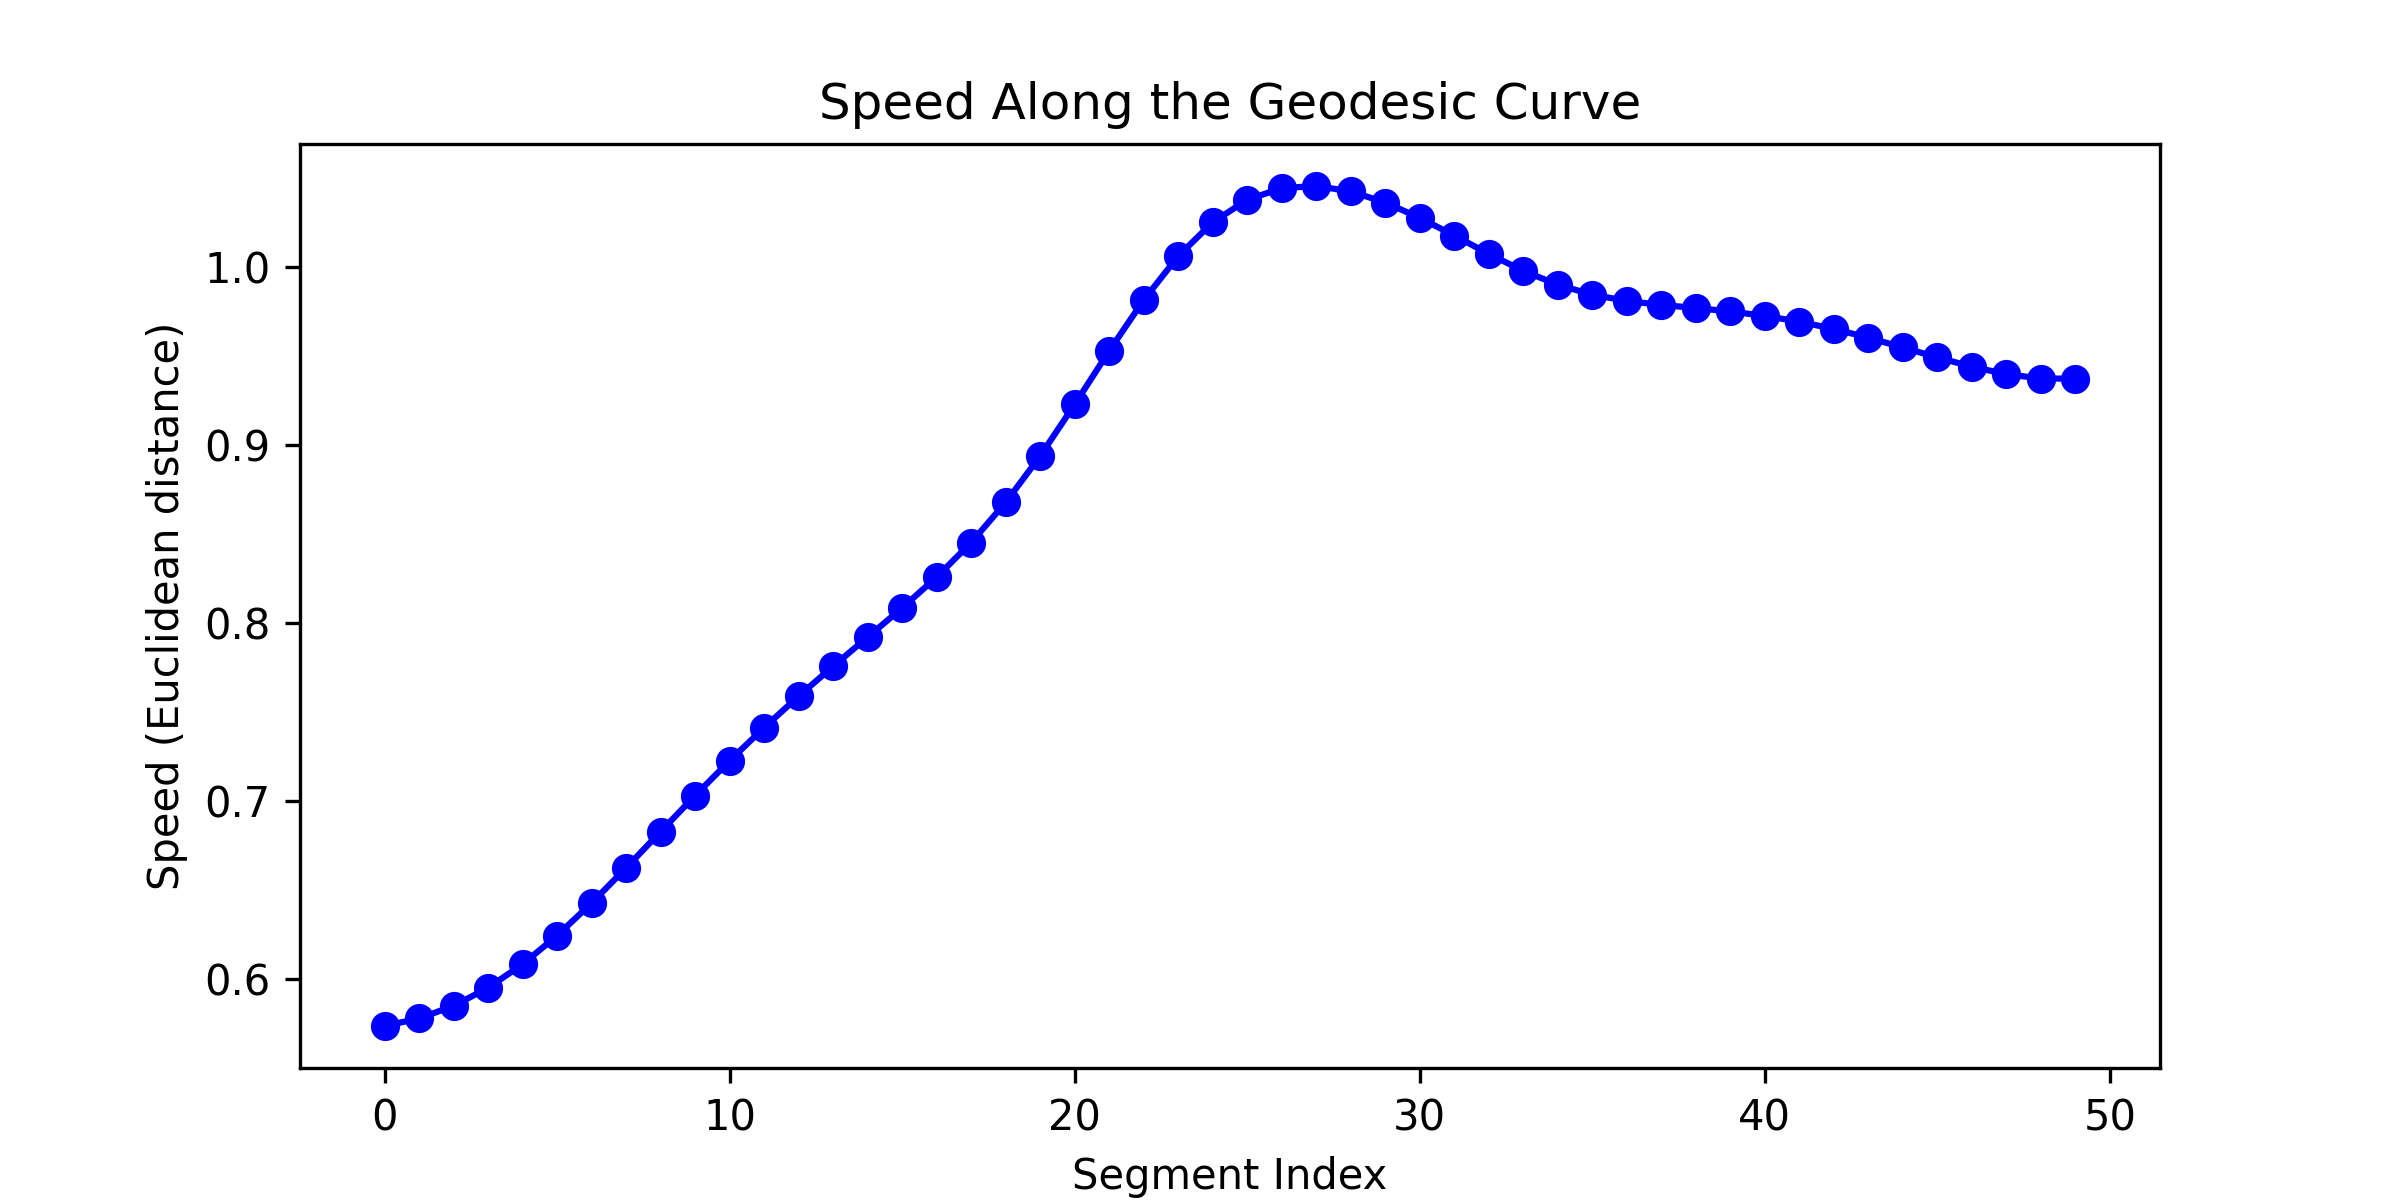 Speed Along the Geodesic Curve
Speed (Euclidean distance)
1.0
0.9
0.8
0.7
0.6
0 10 20 30 40 50
Segment Index